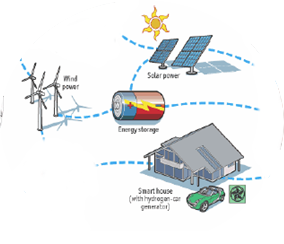 Solar power
Wind
power
Energy storage
Smart house
(with hydrogen-car
generator)